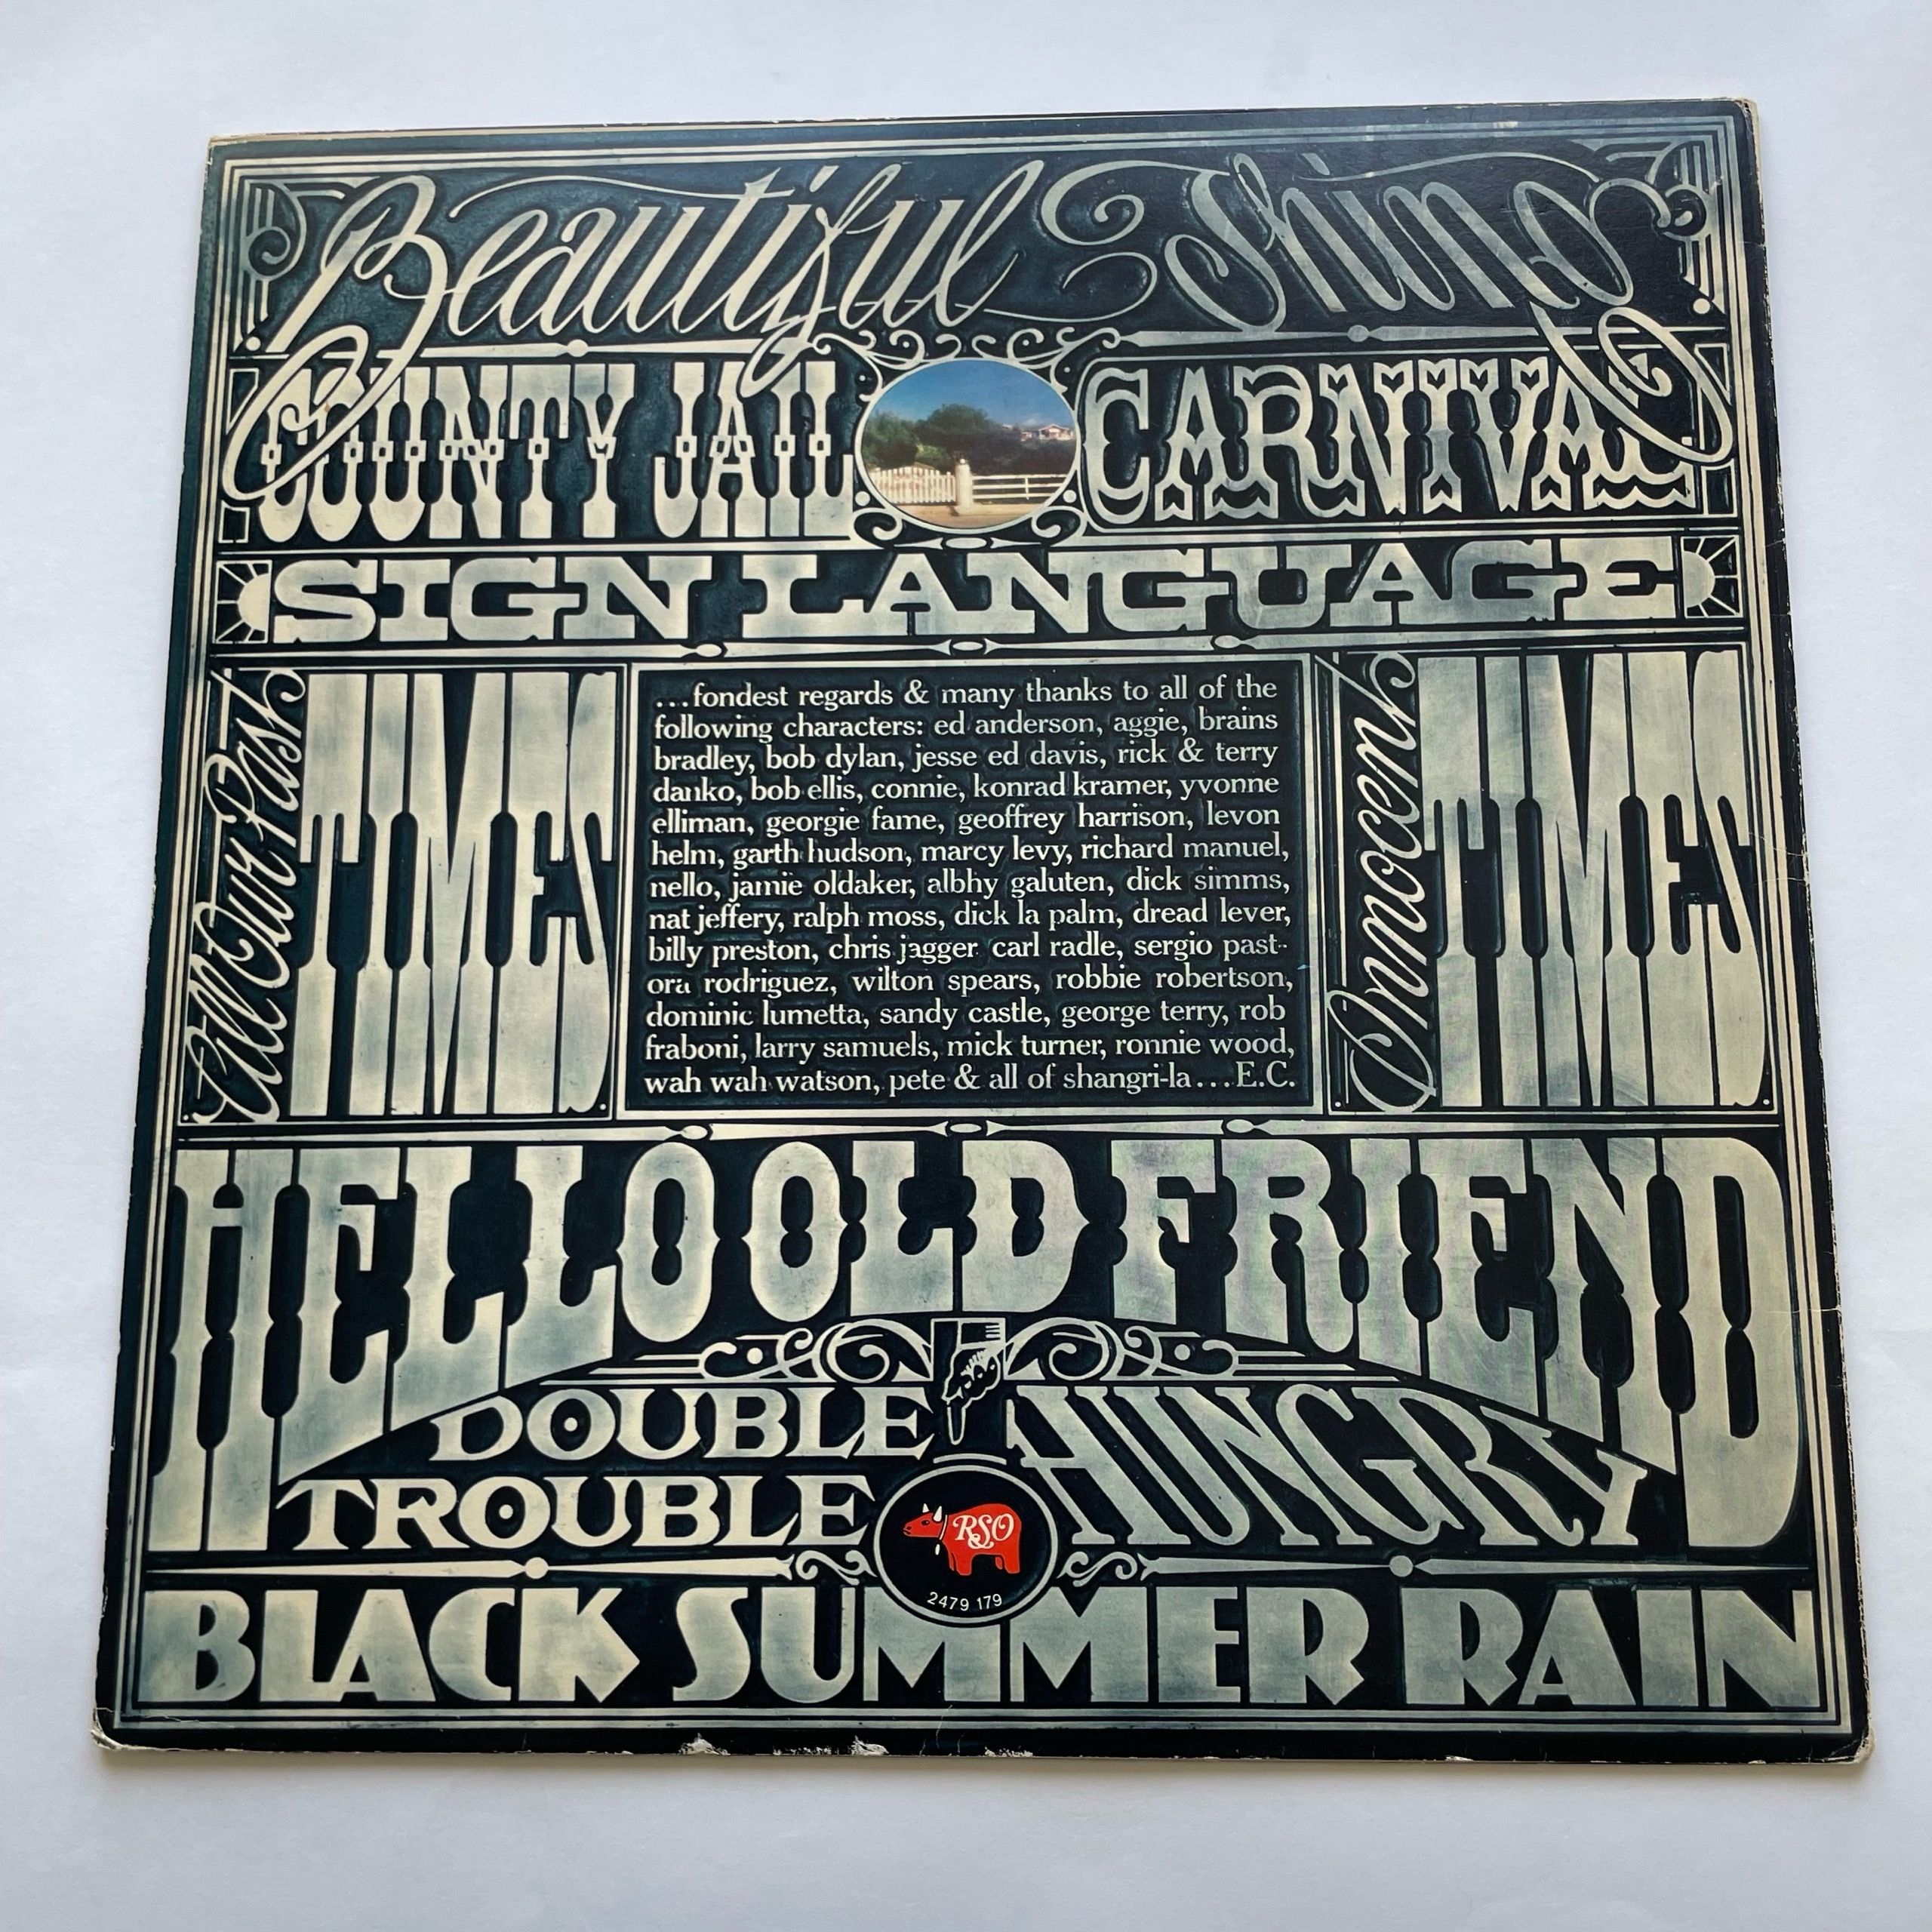 Beautiful Thing
COUNTY JAIL
CARNIVAL
SIGN LANGUAGE
All Our Past
TIMES
...fondest regards & many thanks to all of the
following characters: ed anderson, aggie, brains
bradley, bob dylan, jesse ed davis, rick & terry
danko, bob ellis, connie, konrad kramer, yvonne
elliman, georgie fame, geoffrey harrison, levon
helm, garth hudson, marcy levy, richard manuel,
nello, jamie oldaker, albhy galuten, dick simms,
nat jeffery, ralph moss, dick la palm, dread lever,
billy preston, chris jagger carl radle, sergio past-
ora rodriguez, wilton spears, robbie robertson,
dominic lumetta, sandy castle, george terry, rob
fraboni, larry samuels, mick turner, ronnie wood,
wah wah watson, pete & all of shangri-la...E.C.
Innocent
TIMES
HELLO OLD FRIEND
DOUBLE
TROUBLE
HUNGRY
RSO
2479 179
BLACK SUMMER RAIN